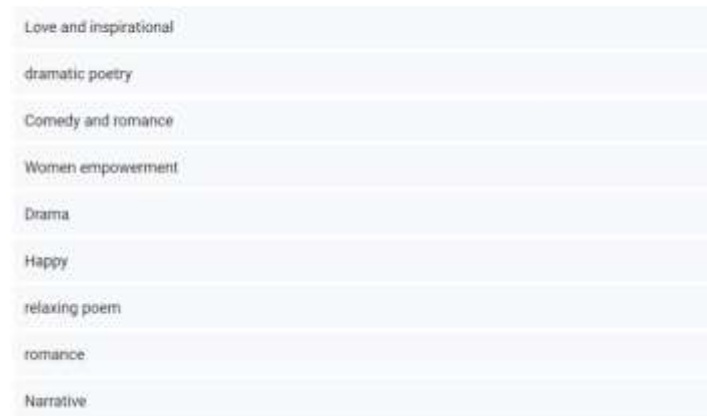 Love and inspirational
dramatic poetry
Comedy and romance
Women empowerment
Drama
Happy
relaxing poem
romance
Narrative